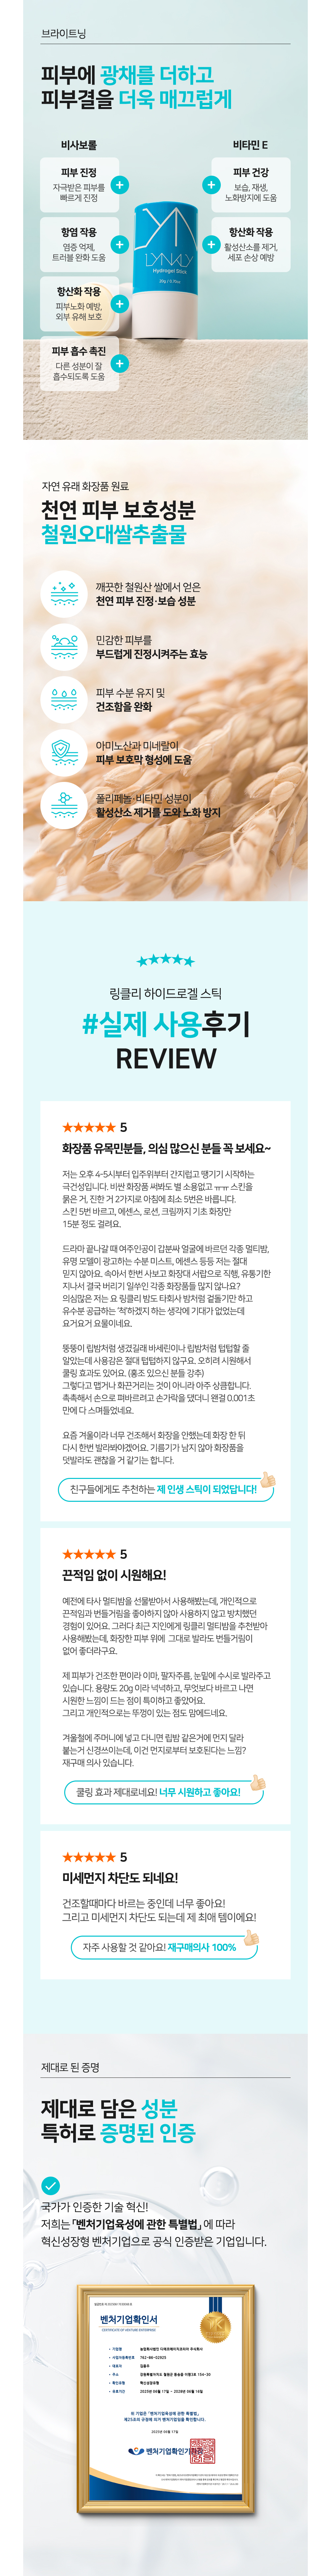 브라이트닝
피부에 광채를 더하고
피부결을 더욱 매끄럽게
비사보롤
비타민 E
피부 진정
자극받은 피부를
빠르게 진정
피부 건강
보습, 재생,
노화방지에 도움
항염 작용
염증 억제,
트러블 완화 도움
항산화 작용
활성산소를 제거,
세포 손상 예방
항산화 작용
피부노화 예방,
외부 유해 보호
피부 흡수 촉진
다른 성분이 잘
흡수되도록 도움
LYNKLY
Hydrogel Stick
20g / 0.70oz
자연 유래 화장품 원료
천연 피부 보호성분
철원오대쌀추출물
깨끗한 철원산 쌀에서 얻은
천연 피부 진정·보습 성분
민감한 피부를
부드럽게 진정시켜주는 효능
피부 수분 유지 및
건조함을 완화
아미노산과 미네랄이
피부 보호막 형성에 도움
폴리페놀·비타민 성분이
활성산소 제거를 도와 노화 방지
링클리 하이드로겔 스틱
#실제 사용후기
REVIEW
5
화장품 유목민분들, 의심 많으신 분들 꼭 보세요~
저는 오후 4-5시부터 입주위부터 간지럽고 땡기기 시작하는
극건성입니다. 비싼 화장품 써봐도 별 소용없고 ㅠㅠ 스킨을
묽은 거, 진한 거 2가지로 아침에 최소 5번은 바릅니다.
스킨 5번 바르고, 에센스, 로션, 크림까지 기초 화장만
15분 정도 걸려요.
드라마 끝나갈 때 여주인공이 갑분싸 얼굴에 바르던 각종 멀티밤,
유명 모델이 광고하는 수분 미스트, 에센스 등등 저는 절대
믿지 않아요. 속아서 한번 사보고 화장대 서랍으로 직행, 유통기한
지나서 결국 버리기 일쑤인 각종 화장품들 많지 않나요?
의심많은 저는 요 링클리 밤도 타회사 밤처럼 겉돌기만 하고
유수분 공급하는 '척'하겠지 하는 생각에 기대가 없었는데
요거요거 요물이네요.
뚱뚱이 립밤처럼 생겼길래 바세린이나 립밤처럼 텁텁할 줄
알았는데 사용감은 절대 텁텁하지 않구요. 오히려 시원해서
쿨링 효과도 있어요. (홍조 있으신 분들 강추)
그렇다고 맵거나 화끈거리는 것이 아니라 아주 상큼합니다.
촉촉해서 손으로 펴바르려고 손가락을 댔더니 웬걸 0.001초
만에 다 스며들었네요.
요즘 겨울이라 너무 건조해서 화장을 안했는데 화장 한 뒤
다시 한번 발라봐야겠어요. 기름기가 남지 않아 화장품을
덧발라도 괜찮을 거 같기는 합니다.
친구들에게도 추천하는 제 인생 스틱이 되었답니다!
5
끈적임 없이 시원해요!
예전에 타사 멀티밤을 선물받아서 사용해봤는데, 개인적으로
끈적임과 번들거림을 좋아하지 않아 사용하지 않고 방치했던
경험이 있어요. 그러다 최근 지인에게 링클리 멀티밤을 추천받아
사용해봤는데, 화장한 피부 위에 그대로 발라도 번들거림이
없어 좋더라구요.
제 피부가 건조한 편이라 이마, 팔자주름, 눈밑에 수시로 발라주고
있습니다. 용량도 20g 이라 넉넉하고, 무엇보다 바르고 나면
시원한 느낌이 드는 점이 특이하고 좋았어요.
그리고 개인적으로는 뚜껑이 있는 점도 맘에드네요.
겨울철에 주머니에 넣고 다니면 립밤 같은거에 먼지 달라
붙는거 신경쓰이는데, 이건 먼지로부터 보호된다는 느낌?
재구매 의사 있습니다.
쿨링 효과 제대로네요! 너무 시원하고 좋아요!
5
미세먼지 차단도 되네요!
건조할때마다 바르는 중인데 너무 좋아요!
그리고 미세먼지 차단도 되는데 제 최애 템이에요!
자주 사용할 것 같아요! 재구매의사 100%
제대로 된 증명
제대로 담은 성분
특허로 증명된 인증
국가가 인증한 기술 혁신!
저희는 「벤처기업육성에 관한 특별법」에 따라
혁신성장형 벤처기업으로 공식 인증받은 기업입니다.
벤처기업확인서
CERTIFICATE OF VENTURE ENTERPRISE